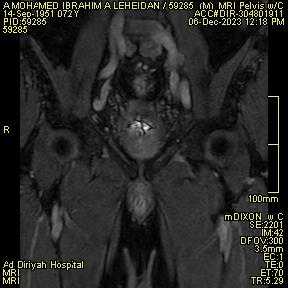 A MOHAMED IBRAHIM A LEHEIDAN / 59285 (M) MRI Pelvis w/C
14-Sep-1951 072Y ACC#DIR-304801911
PID:59285 06-Dec-2023 12:18 PM
59285
R
100mm
mDIXON_w C
SE:2201
IM:42
DFOV:300
3.5mm
EC:1
Ad Diriyah Hospital TE:0
MRI ET:70
MRI TR:5.29